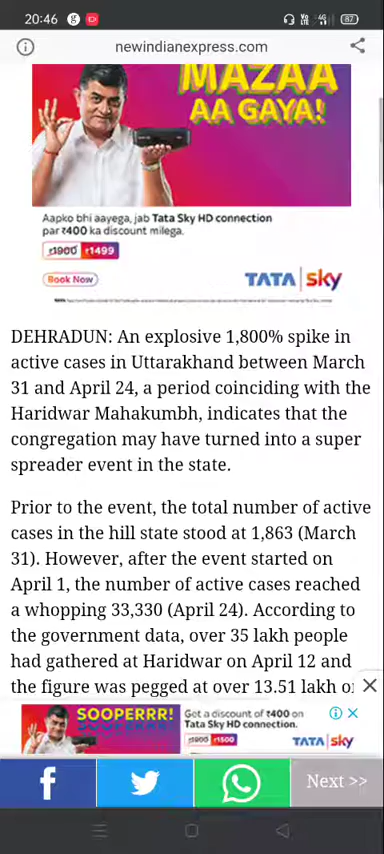 20:46
87
newindianexpress.com
MAZAA
AA GAYA!
Aapko bhi aayega, jab Tata Sky HD connection
par ₹400 ka discount milega.
₹1900 ₹1499
Book Now
TATA sky
DEHRADUN: An explosive 1,800% spike in
active cases in Uttarakhand between March
31 and April 24, a period coinciding with the
Haridwar Mahakumbh, indicates that the
congregation may have turned into a super
spreader event in the state.
Prior to the event, the total number of active
cases in the hill state stood at 1,863 (March
31). However, after the event started on
April 1, the number of active cases reached
a whopping 33,330 (April 24). According to
the government data, over 35 lakh people
had gathered at Haridwar on April 12 and
the figure was pegged at over 13.51 lakh
SOOPERRR! Get a discount of ₹400 on
Tata Sky HD connection.
₹1900 ₹1500 TATA sky
Next >>